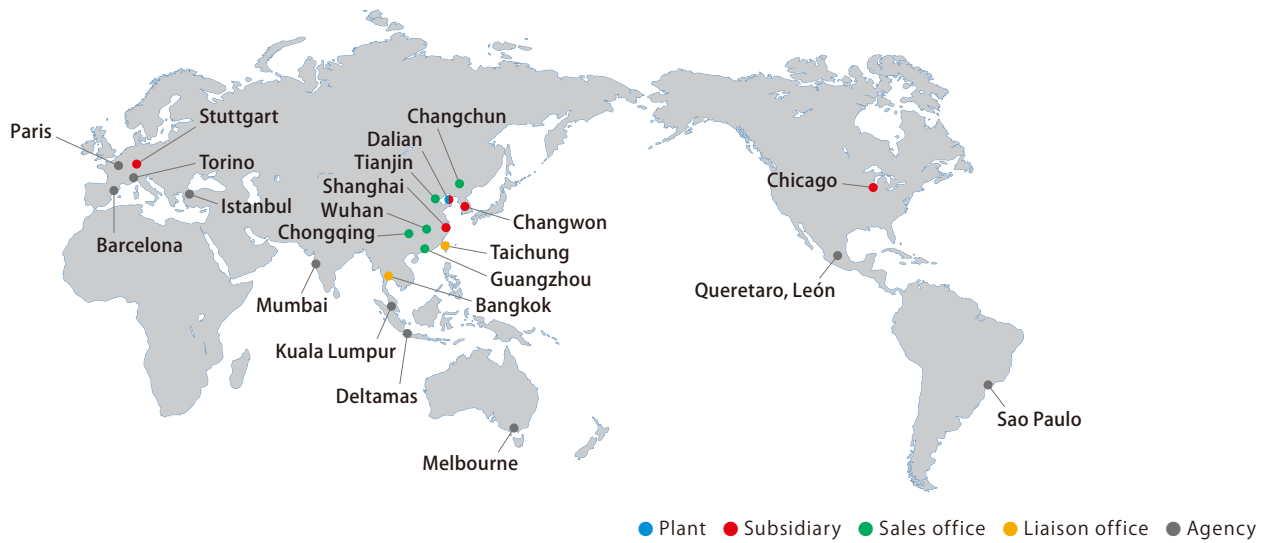 Paris
Stuttgart
Torino
Istanbul
Barcelona
Changchun
Dalian
Tianjin
Shanghai
Wuhan
Chongqing
Changwon
Taichung
Guangzhou
Bangkok
Mumbai
Kuala Lumpur
Deltamas
Melbourne
Chicago
Queretaro, León
Sao Paulo
Plant Subsidiary Sales office Liaison office Agency